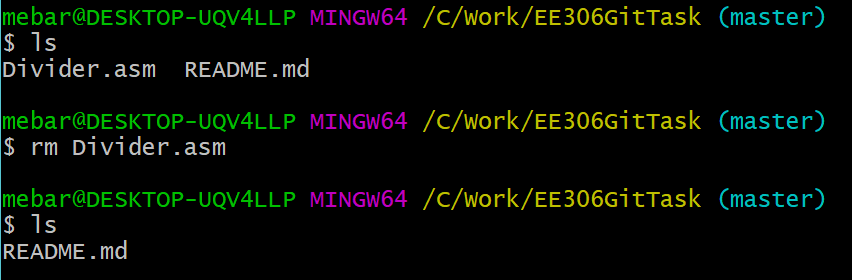 mebar@DESKTOP-UQV4LLP MINGW64 /C/Work/EE306GitTask (master)
$ ls
Divider.asm  README.md
mebar@DESKTOP-UQV4LLP MINGW64 /C/Work/EE306GitTask (master)
$ rm Divider.asm
mebar@DESKTOP-UQV4LLP MINGW64 /C/Work/EE306GitTask (master)
$ ls
README.md